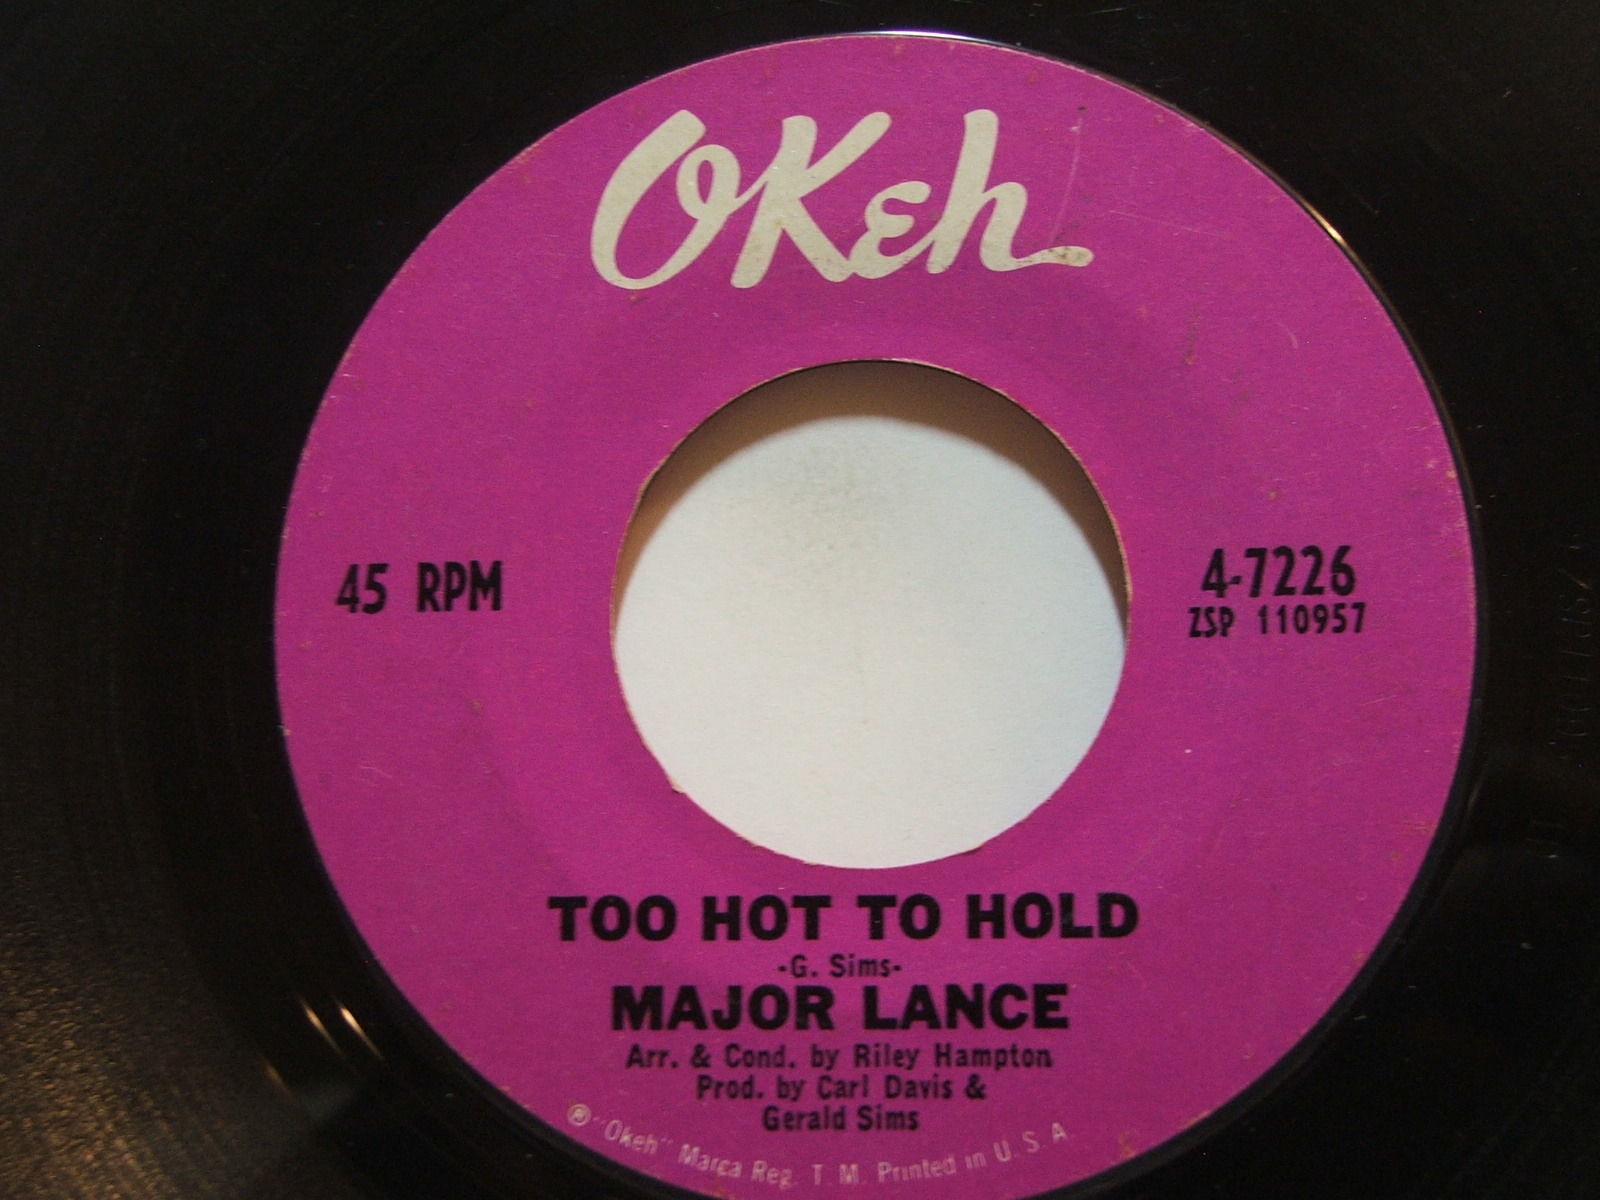 OKeh
45 RPM
4-7226
ZSP 110957
TOO HOT TO HOLD
-G. Sims-
MAJOR LANCE
Arr. & Cond. by Riley Hampton
Prod. by Carl Davis &
Gerald Sims
® "Okeh" Marca Reg. T. M. Printed in U. S. A